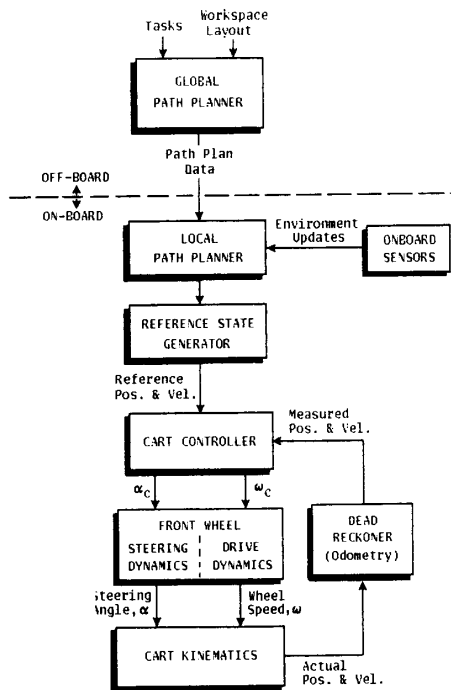 Tasks
Workspace
Layout
GLOBAL
PATH PLANNER
Path Plan
Data
OFF-BOARD
ON-BOARD
LOCAL
PATH PLANNER
Environment
Updates
ONBOARD
SENSORS
REFERENCE STATE
GENERATOR
Reference
Pos. & Vel.
Measured
Pos. & Vel.
CART CONTROLLER
αc
ωc
FRONT WHEEL
STEERING
DYNAMICS
DRIVE
DYNAMICS
DEAD
RECKONER
(Odometry)
Steering
Angle, α
Wheel
Speed, ω
CART KINEMATICS
Actual
Pos. & Vel.